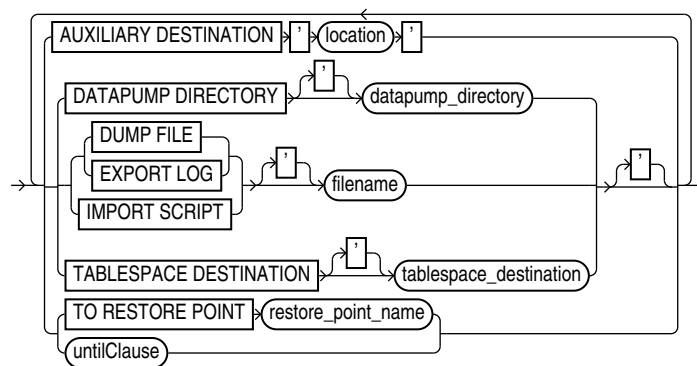 AUXILIARY DESTINATION ' location '
'
DATAPUMP DIRECTORY datapump_directory
DUMP FILE
' '
EXPORT LOG
filename
IMPORT SCRIPT
'
TABLESPACE DESTINATION tablespace_destination
TO RESTORE POINT restore_point_name
untilClause